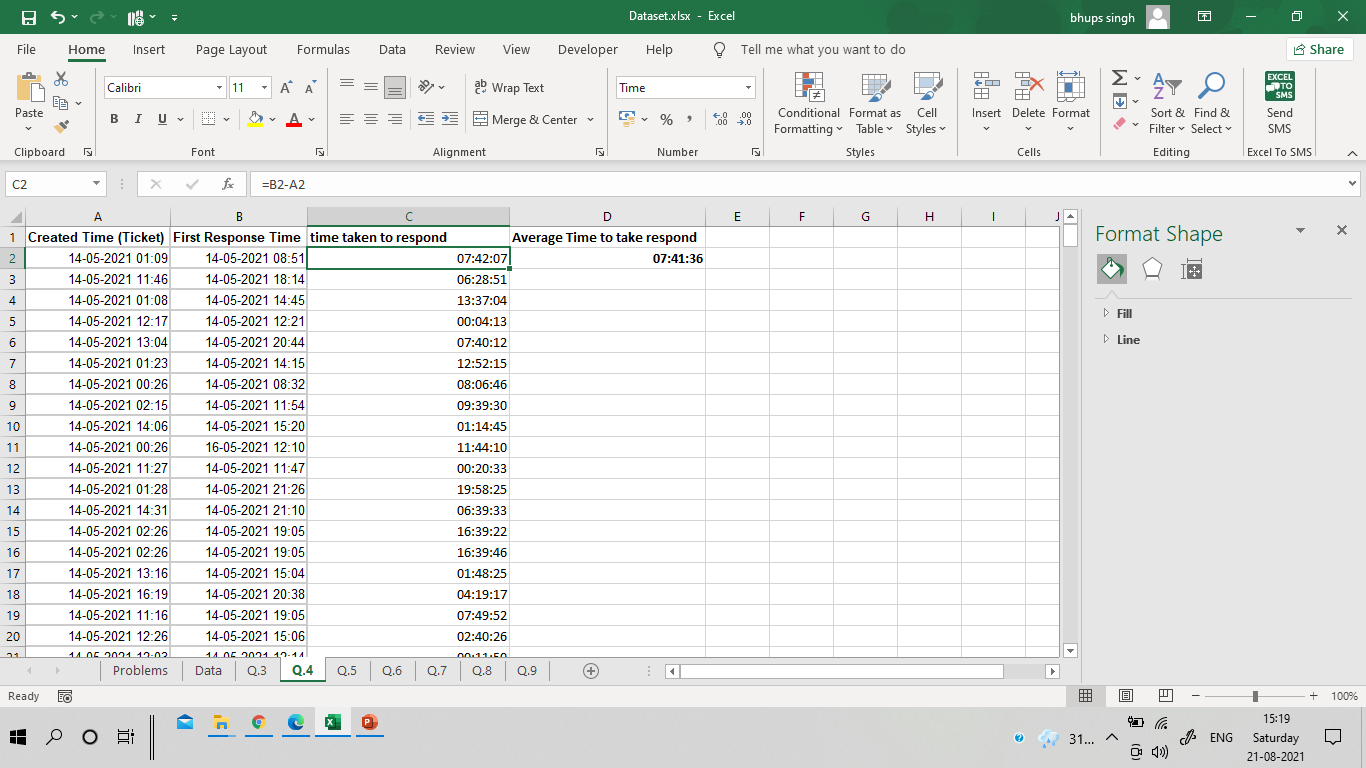 Dataset.xlsx - Excel
bhups singh
File Home Insert Page Layout Formulas Data Review View Developer Help Tell me what you want to do Share
Calibri 11 A A ab Wrap Text Time EXCEL TO SMS
Paste B I U A Merge & Center % , Conditional Formatting Format as Table Cell Styles Insert Delete Format Sort & Filter Find & Select Send SMS
Clipboard Font Alignment Number Styles Cells Editing Excel To SMS
C2 fx =B2-A2
A B C D E F G H I J
1 Created Time (Ticket) First Response Time time taken to respond Average Time to take respond
2 14-05-2021 01:09 14-05-2021 08:51 07:42:07 07:41:36
3 14-05-2021 11:46 14-05-2021 18:14 06:28:51
4 14-05-2021 01:08 14-05-2021 14:45 13:37:04
5 14-05-2021 12:17 14-05-2021 12:21 00:04:13
6 14-05-2021 13:04 14-05-2021 20:44 07:40:12
7 14-05-2021 01:23 14-05-2021 14:15 12:52:15
8 14-05-2021 00:26 14-05-2021 08:32 08:06:46
9 14-05-2021 02:15 14-05-2021 11:54 09:39:30
10 14-05-2021 14:06 14-05-2021 15:20 01:14:45
11 14-05-2021 00:26 16-05-2021 12:10 11:44:10
12 14-05-2021 11:27 14-05-2021 11:47 00:20:33
13 14-05-2021 01:28 14-05-2021 21:26 19:58:25
14 14-05-2021 14:31 14-05-2021 21:10 06:39:33
15 14-05-2021 02:26 14-05-2021 19:05 16:39:22
16 14-05-2021 02:26 14-05-2021 19:05 16:39:46
17 14-05-2021 13:16 14-05-2021 15:04 01:48:25
18 14-05-2021 16:19 14-05-2021 20:38 04:19:17
19 14-05-2021 11:16 14-05-2021 19:05 07:49:52
20 14-05-2021 12:26 14-05-2021 15:06 02:40:26
Format Shape
Fill
Line
Problems Data Q.3 Q.4 Q.5 Q.6 Q.7 Q.8 Q.9
Ready 100%
31... ENG
15:19
Saturday
21-08-2021